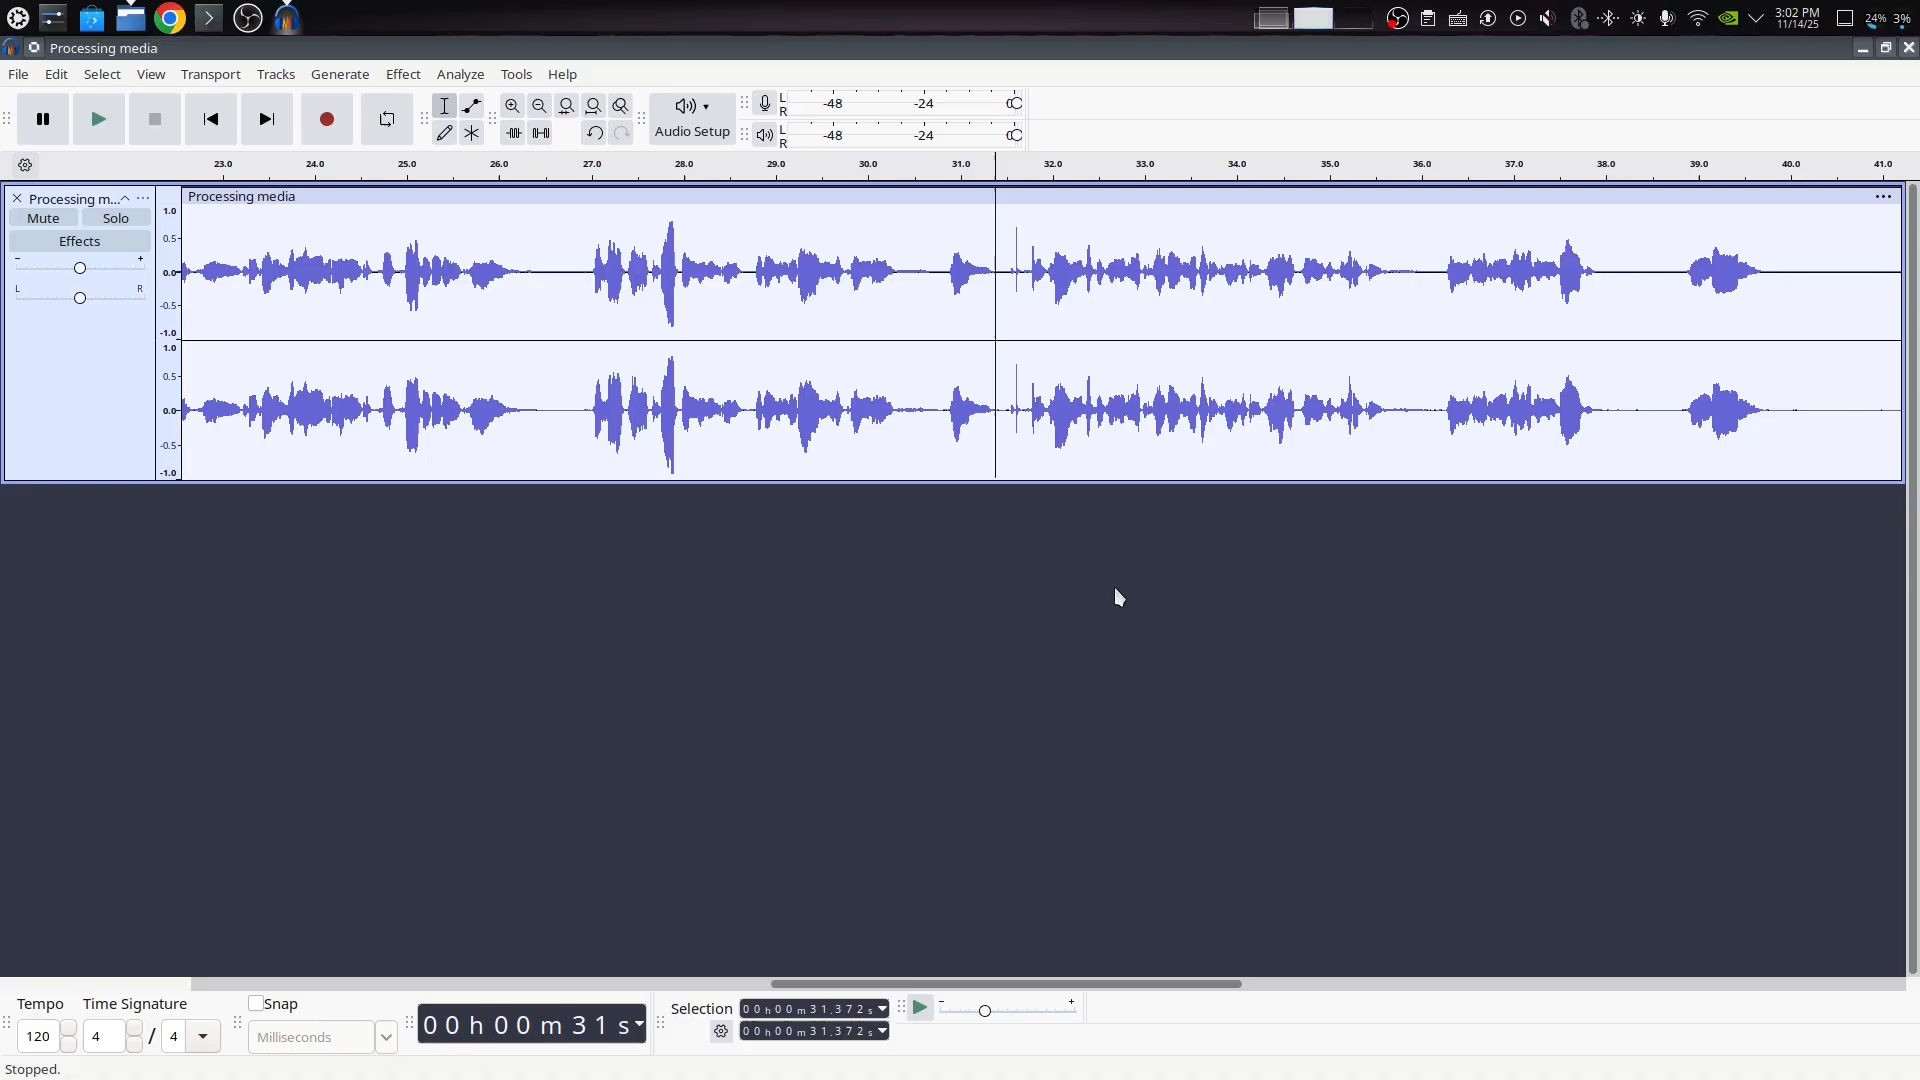 3:02 PM
11/14/25
24% 3%
Processing media
File Edit Select View Transport Tracks Generate Effect Analyze Tools Help
Audio Setup
L -48 -24 0
R
L -48 -24 0
R
23.0 24.0 25.0 26.0 27.0 28.0 29.0 30.0 31.0 32.0 33.0 34.0 35.0 36.0 37.0 38.0 39.0 40.0 41.0
Processing m... Processing media
Mute Solo
Effects
- +
L R
1.0
0.5
0.0
-0.5
-1.0
1.0
0.5
0.0
-0.5
-1.0
Tempo Time Signature Snap
120 4 / 4 Milliseconds
00h00m31s
Selection 00h00m31.372s
00h00m31.372s
- +
Stopped.